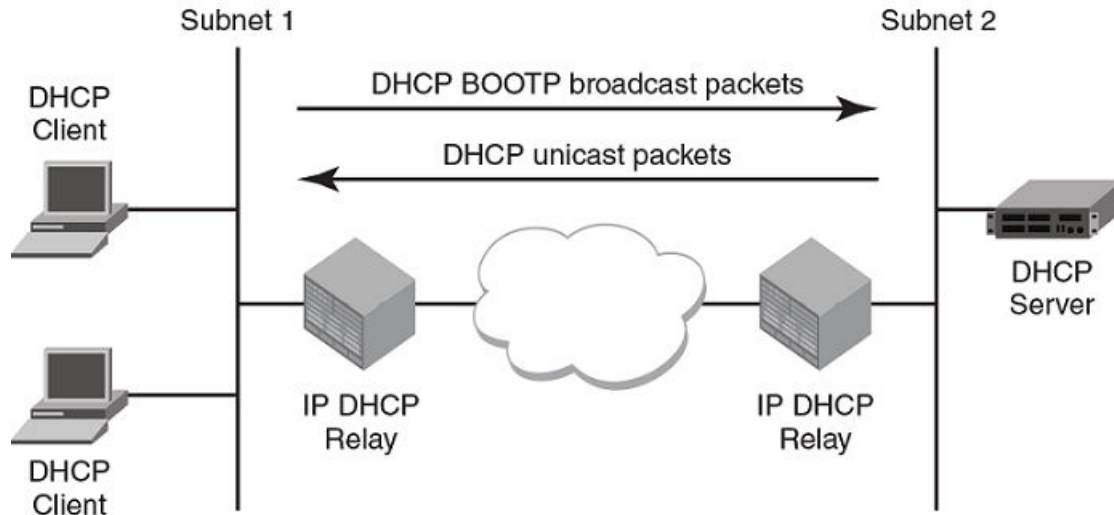 Subnet 1
Subnet 2
DHCP BOOTP broadcast packets
DHCP
Client
DHCP unicast packets
DHCP
Server
IP DHCP
Relay
IP DHCP
Relay
DHCP
Client